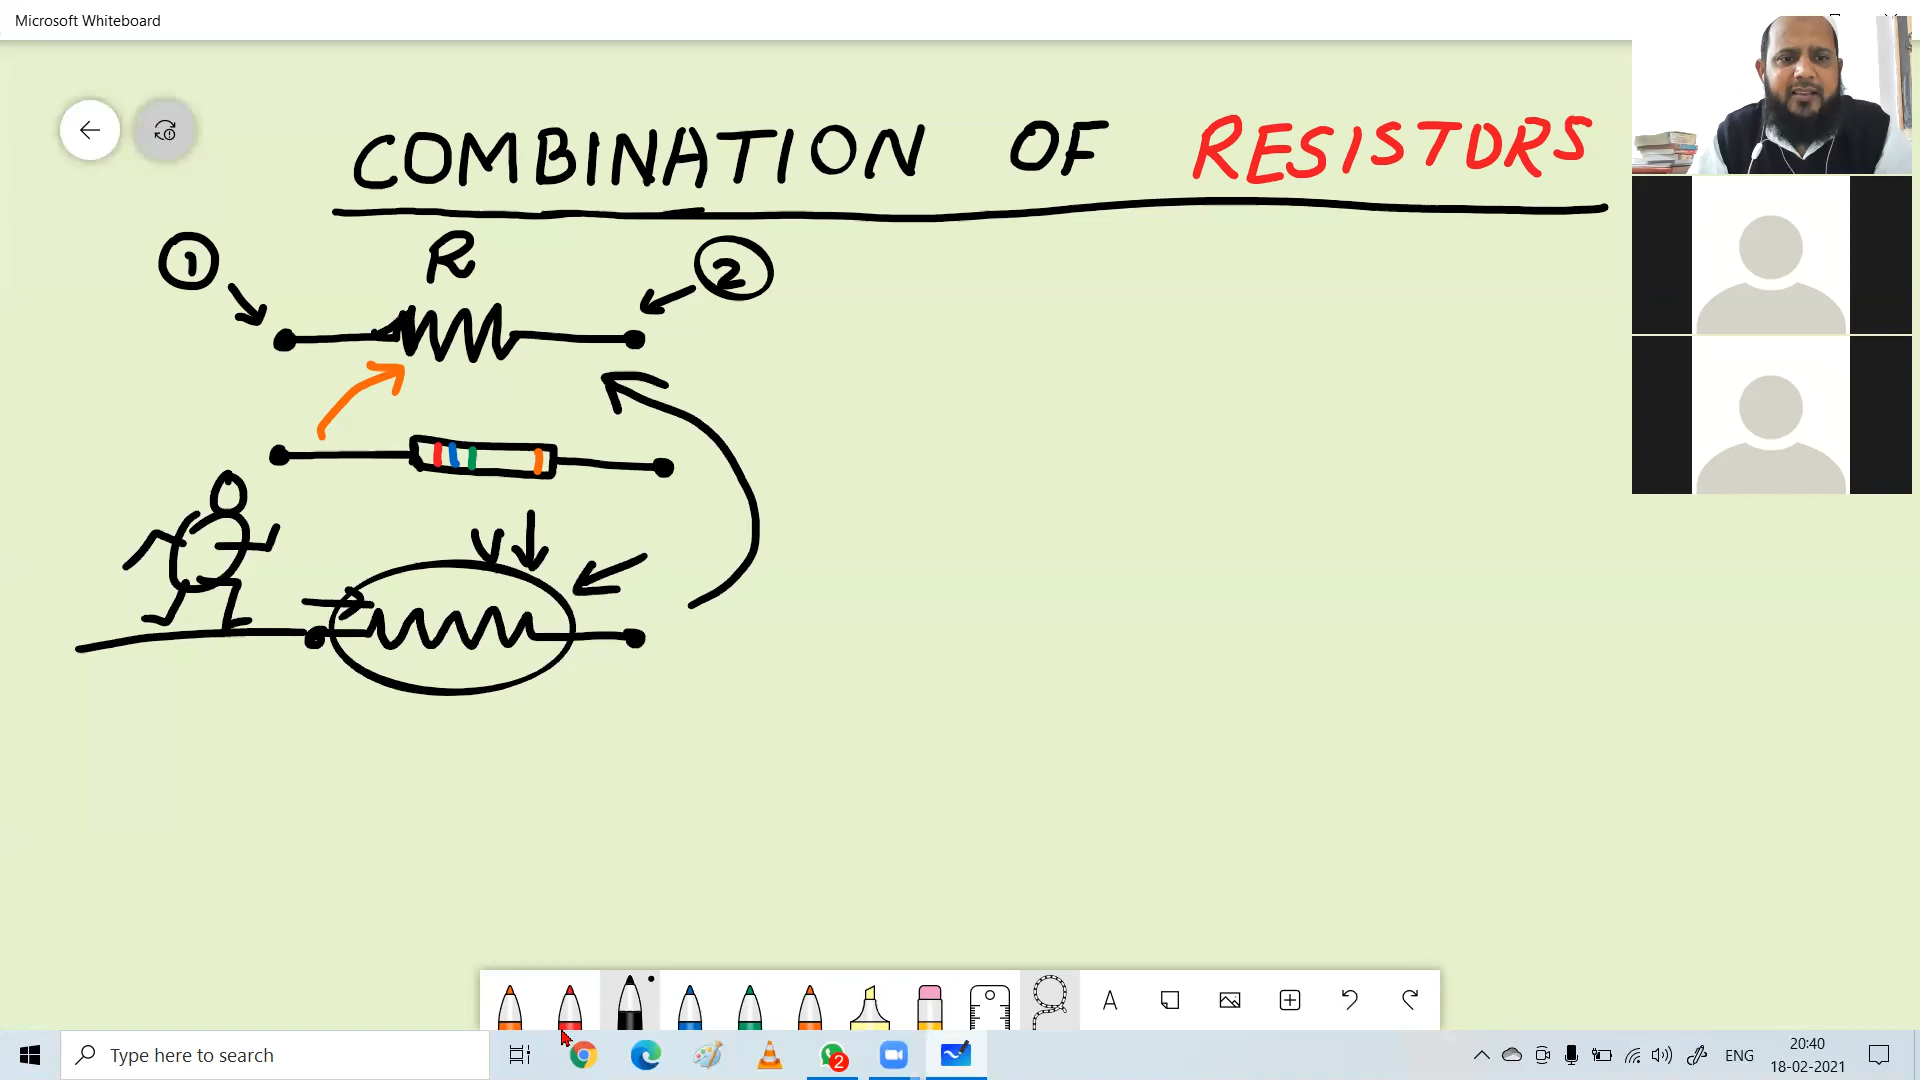 Microsoft Whiteboard
COMBINATION OF RESISTORS
1 R 2
A
2
Type here to search
ENG
20:40
18-02-2021